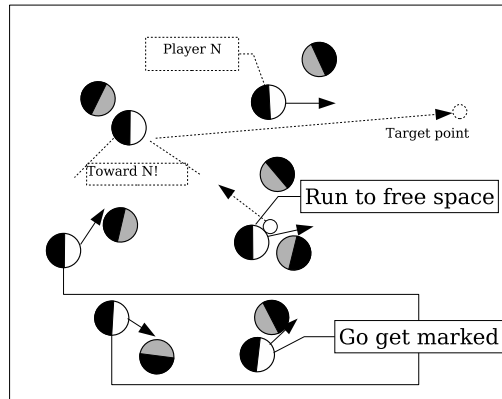 Player N
Target point
Toward N!
Run to free space
Go get marked